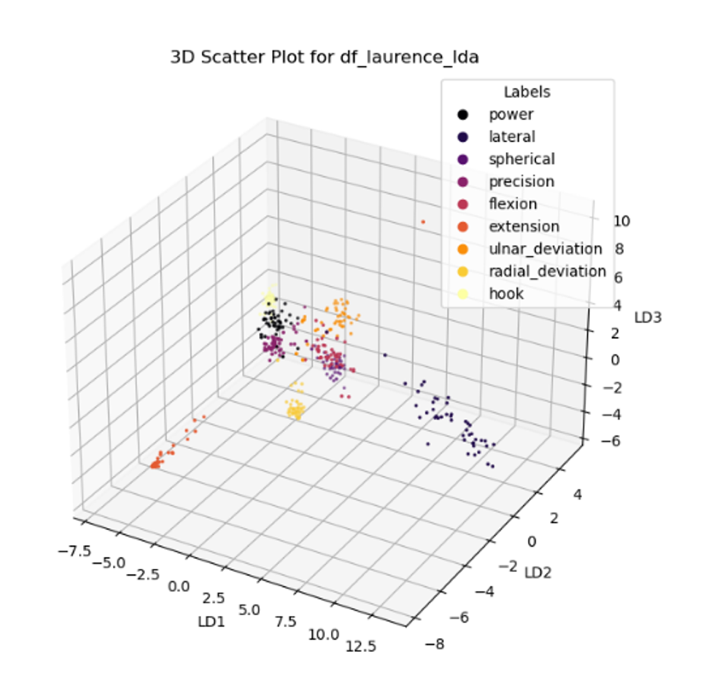 3D Scatter Plot for df_laurence_lda
Labels
power
lateral
spherical
precision
flexion
extension
ulnar_deviation
radial_deviation
hook
10
8
6
4
2
0
−2
−4
−6
LD3
4
2
0
−2
−4
−6
−8
LD2
−7.5
−5.0
−2.5
0.0
2.5
5.0
7.5
10.0
12.5
LD1